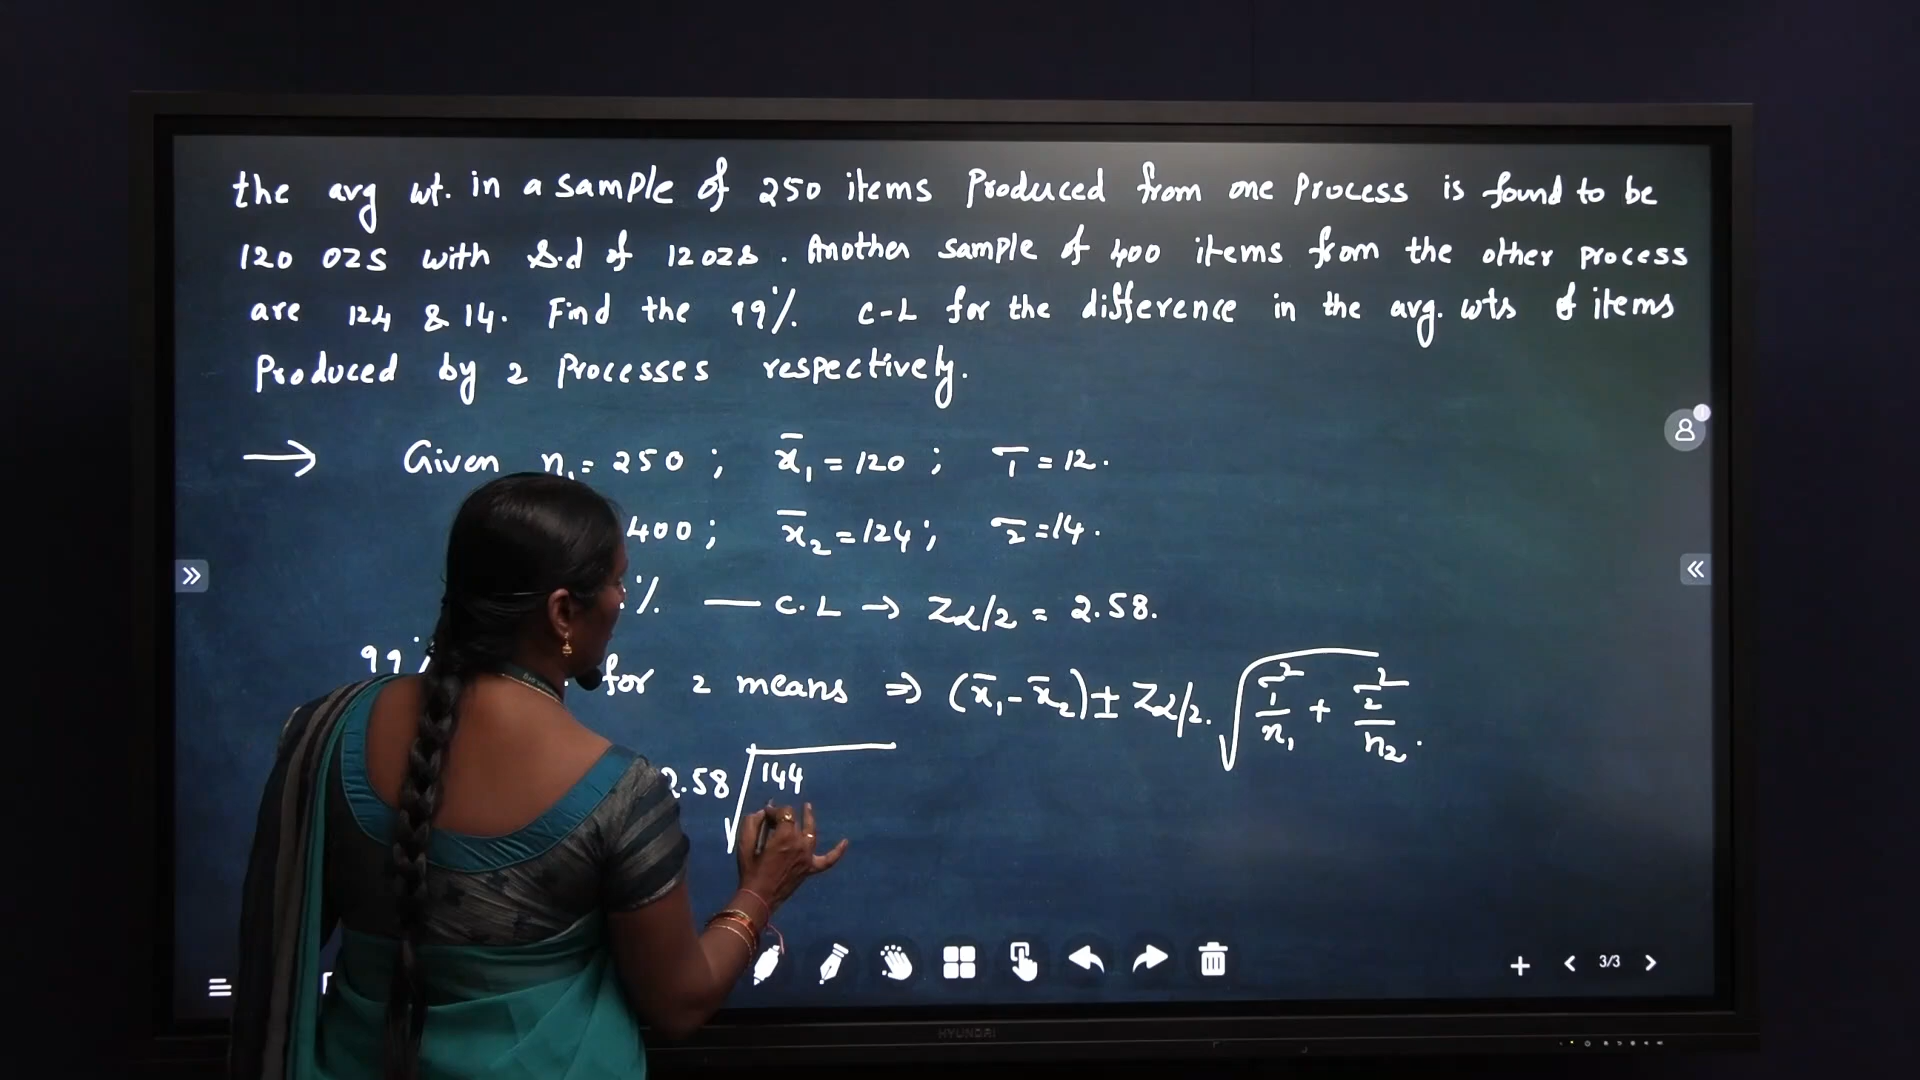 the avg wt. in a sample of 250 items Produced from one Process is found to be
120 ozs with s.d of 12 ozs. Another sample of 400 items from the other process
are 124 & 14. Find the 99% C-L for the difference in the avg. wts of items
Produced by 2 Processes respectively.
→ Given n₁ = 250 ; x̄₁ = 120 ; σ₁ = 12.
400 ; x̄₂ = 124 ; σ₂ = 14.
% — C.L → Zα/2 = 2.58.
99% for 2 means ⇒ (x̄₁ - x̄₂) ± Zα/2. √(σ₁²/n₁ + σ₂²/n₂).
2.58 √144
3/3
HYUNDAI